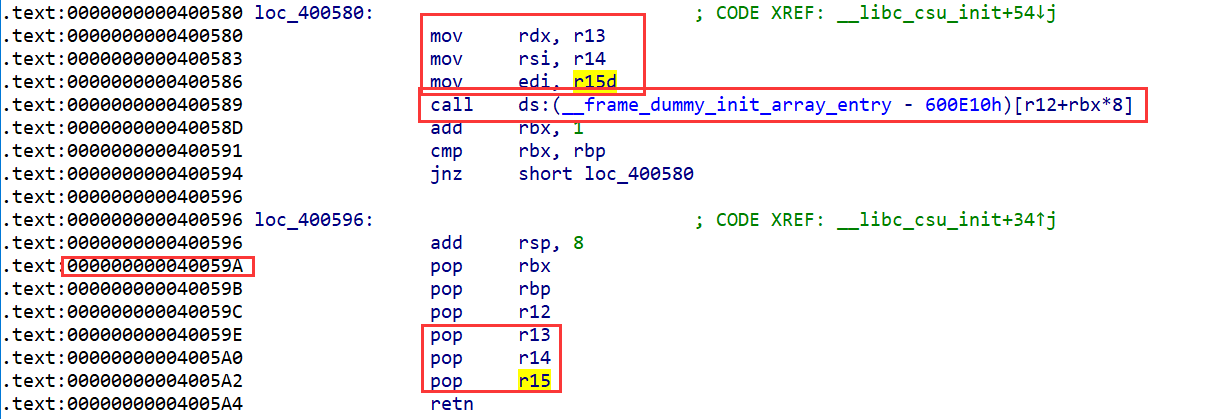 .text:0000000000400580 loc_400580: ; CODE XREF: __libc_csu_init+54↓j
.text:0000000000400580 mov rdx, r13
.text:0000000000400583 mov rsi, r14
.text:0000000000400586 mov edi, r15d
.text:0000000000400589 call ds:(__frame_dummy_init_array_entry - 600E10h)[r12+rbx*8]
.text:000000000040058D add rbx, 1
.text:0000000000400591 cmp rbx, rbp
.text:0000000000400594 jnz short loc_400580
.text:0000000000400596
.text:0000000000400596 loc_400596: ; CODE XREF: __libc_csu_init+34↑j
.text:0000000000400596 add rsp, 8
.text:000000000040059A pop rbx
.text:000000000040059B pop rbp
.text:000000000040059C pop r12
.text:000000000040059E pop r13
.text:00000000004005A0 pop r14
.text:00000000004005A2 pop r15
.text:00000000004005A4 retn